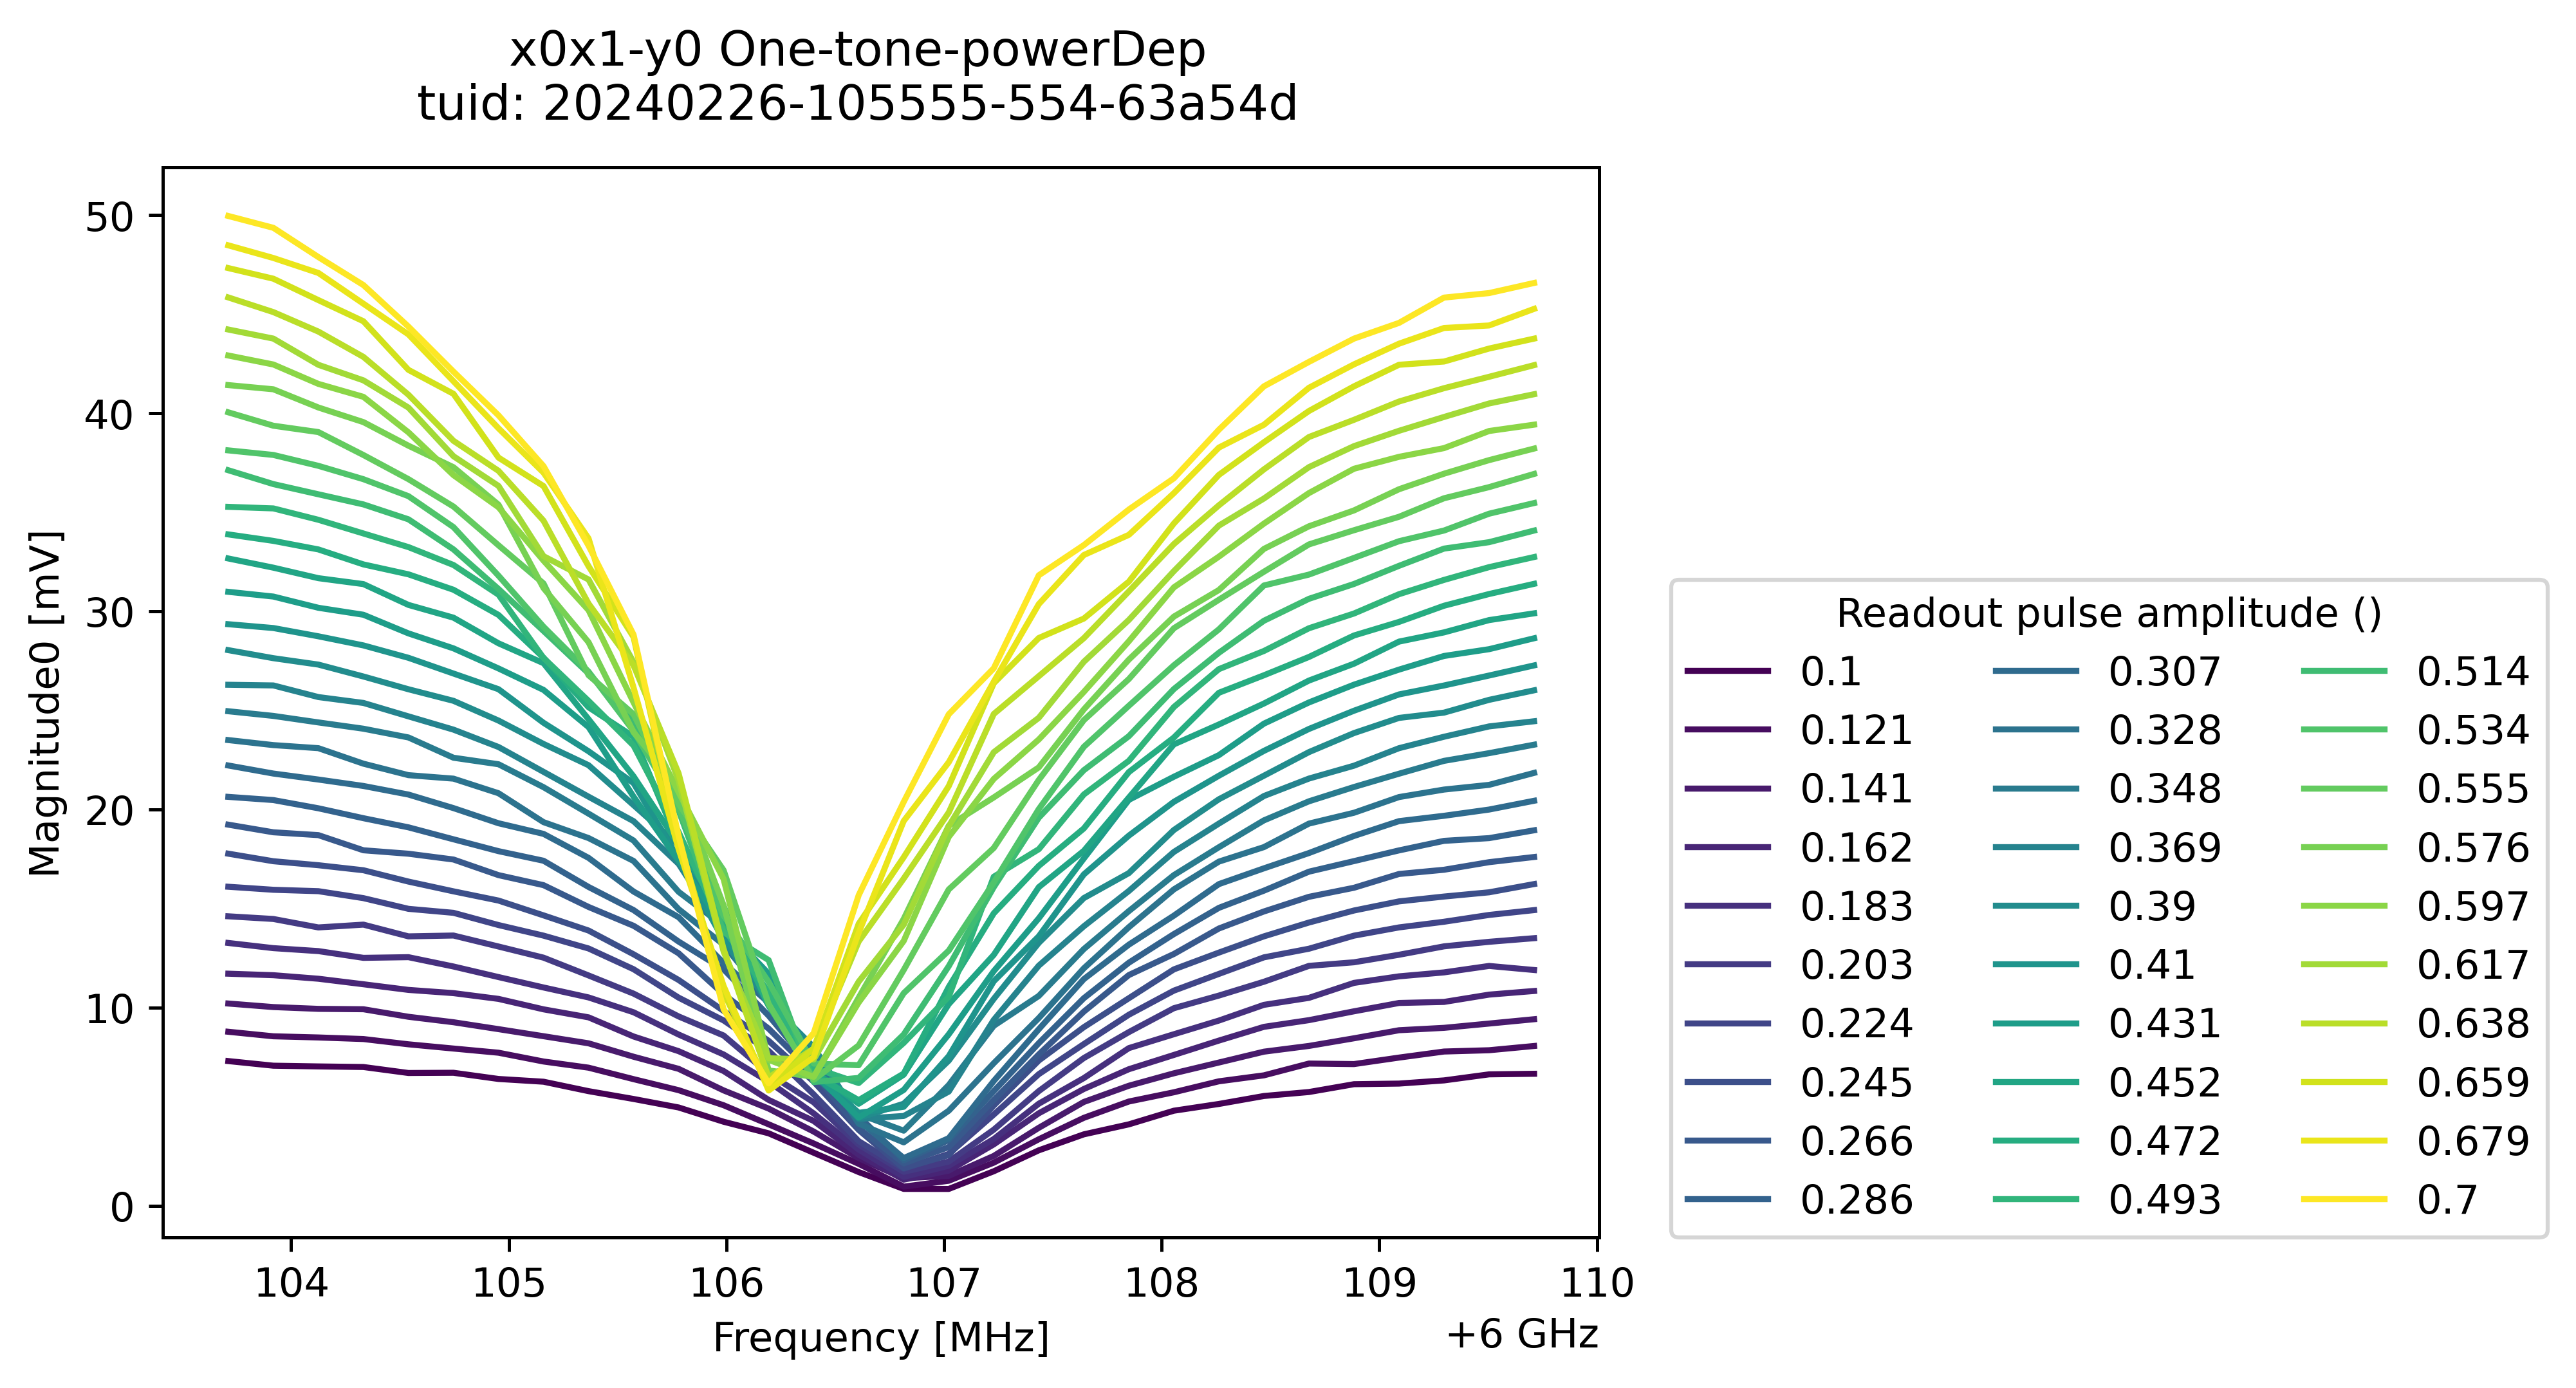 x0x1-y0 One-tone-powerDep
tuid: 20240226-105555-554-63a54d
Magnitude0 [mV]
50
40
30
20
10
0
104 105 106 107 108 109 110
Frequency [MHz]
+6 GHz
Readout pulse amplitude ()
0.1 0.307 0.514
0.121 0.328 0.534
0.141 0.348 0.555
0.162 0.369 0.576
0.183 0.39 0.597
0.203 0.41 0.617
0.224 0.431 0.638
0.245 0.452 0.659
0.266 0.472 0.679
0.286 0.493 0.7